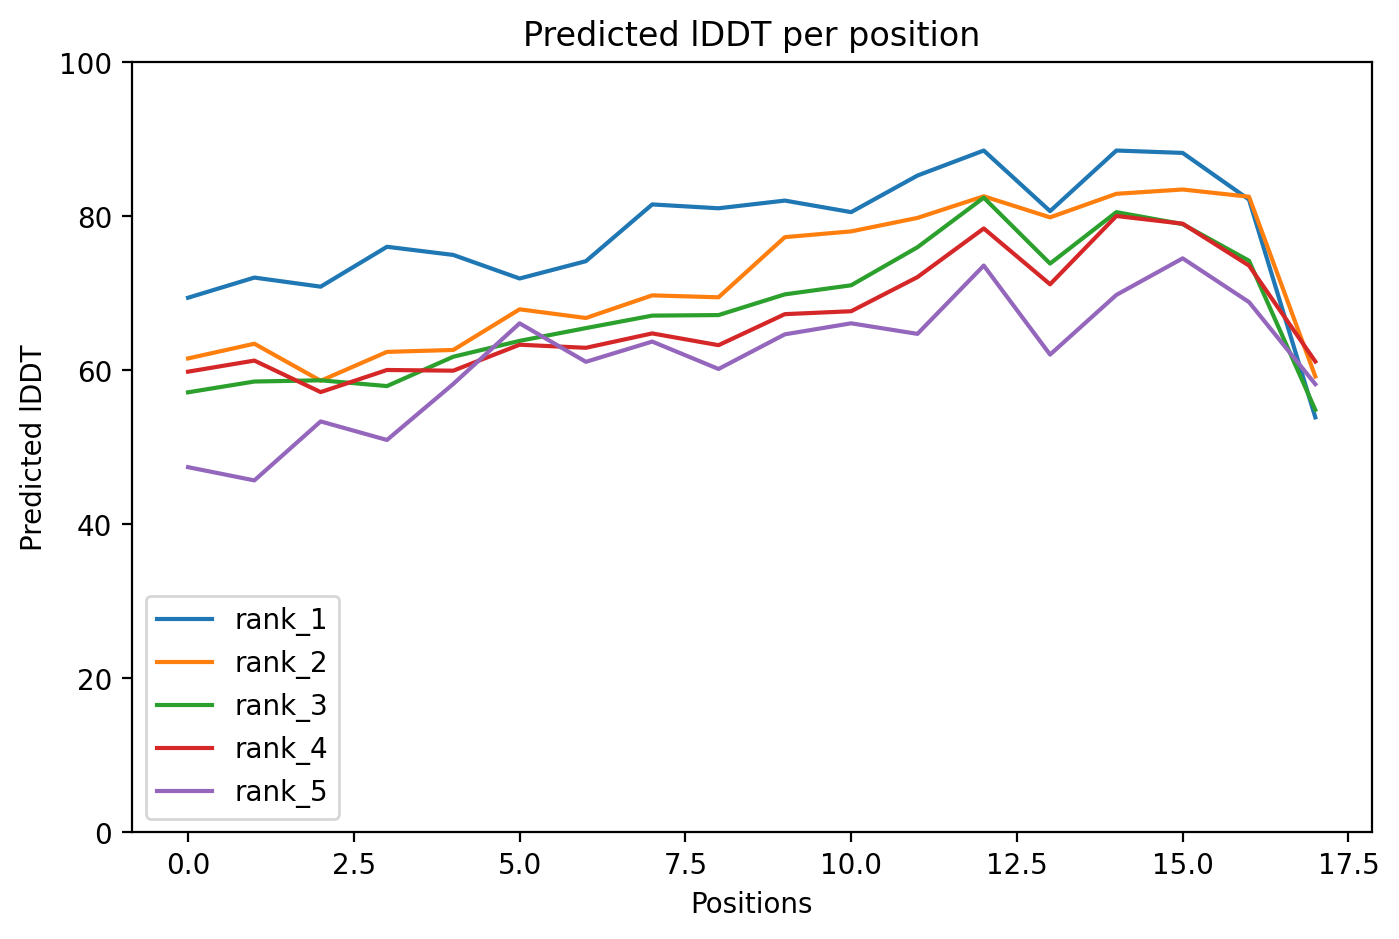 Predicted lDDT per position
100
80
60
40
20
0
Predicted lDDT
rank_1
rank_2
rank_3
rank_4
rank_5
0.0 2.5 5.0 7.5 10.0 12.5 15.0 17.5
Positions